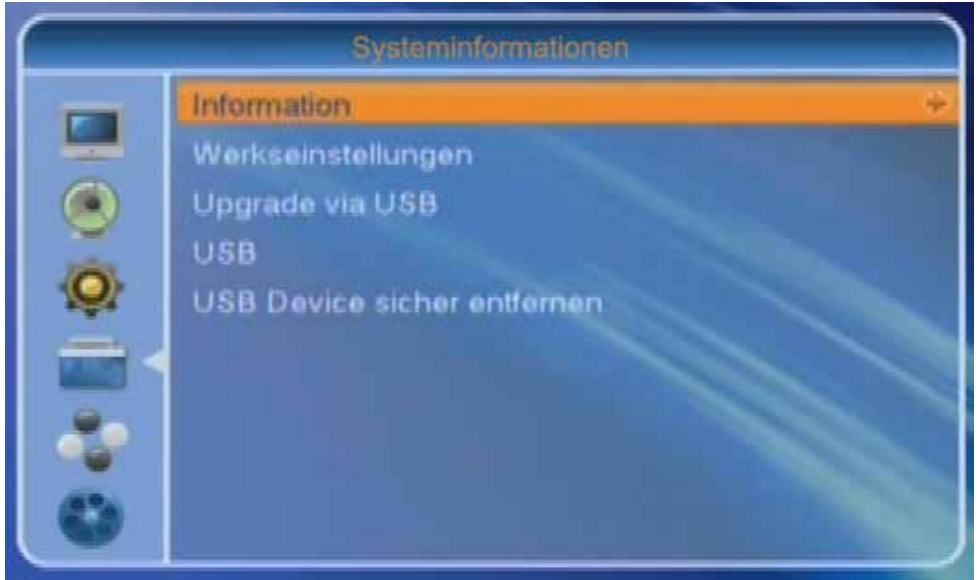 Systeminformationen
Information
Werkseinstellungen
Upgrade via USB
USB
USB Device sicher entfernen